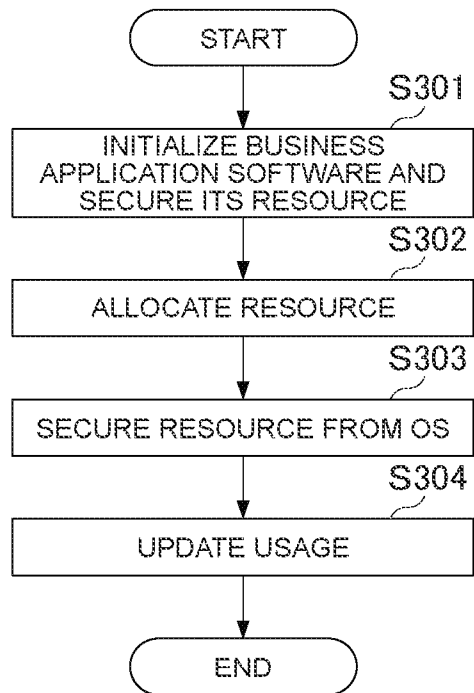 START
S301
INITIALIZE BUSINESS
APPLICATION SOFTWARE AND
SECURE ITS RESOURCE
S302
ALLOCATE RESOURCE
S303
SECURE RESOURCE FROM OS
S304
UPDATE USAGE
END